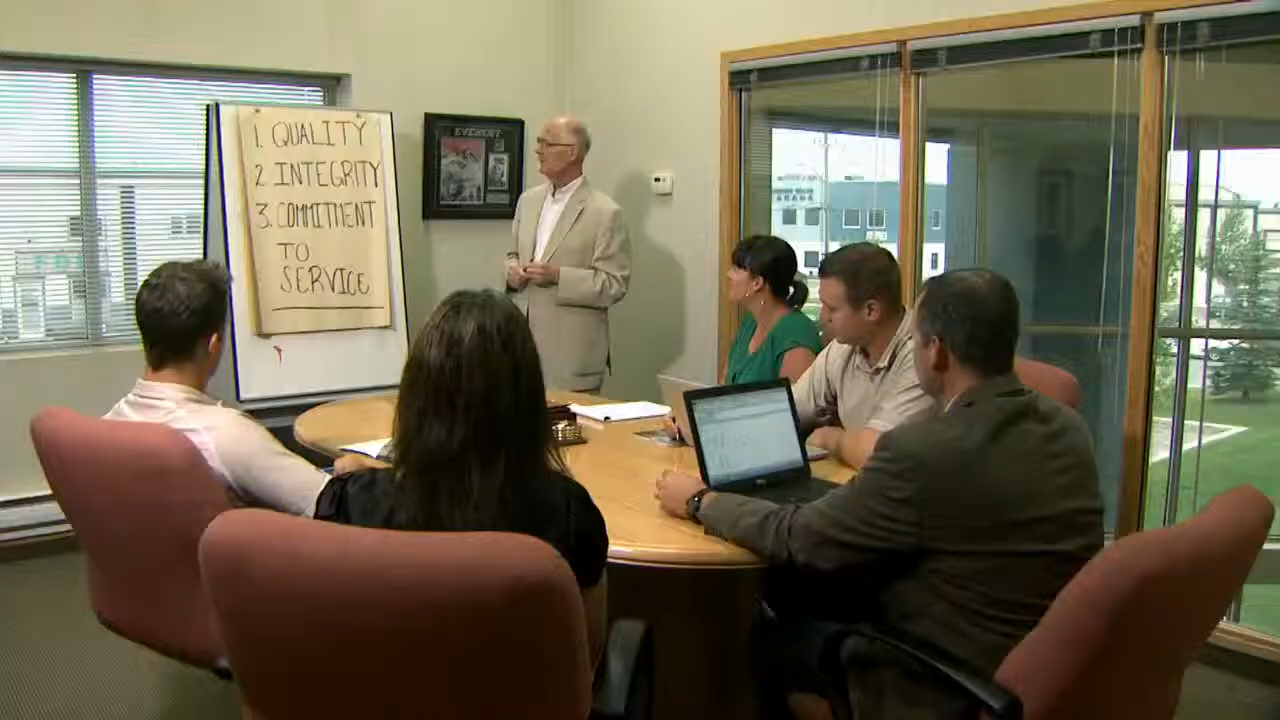 1. QUALITY
2 INTEGRITY
3. COMMITMENT
TO
SERVICE
EVEREST